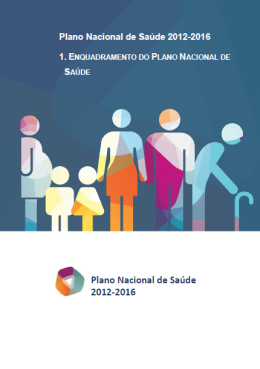 Plano Nacional de Saúde 2012-2016
1. ENQUADRAMENTO DO PLANO NACIONAL DE
SAÚDE
Plano Nacional de Saúde
2012-2016